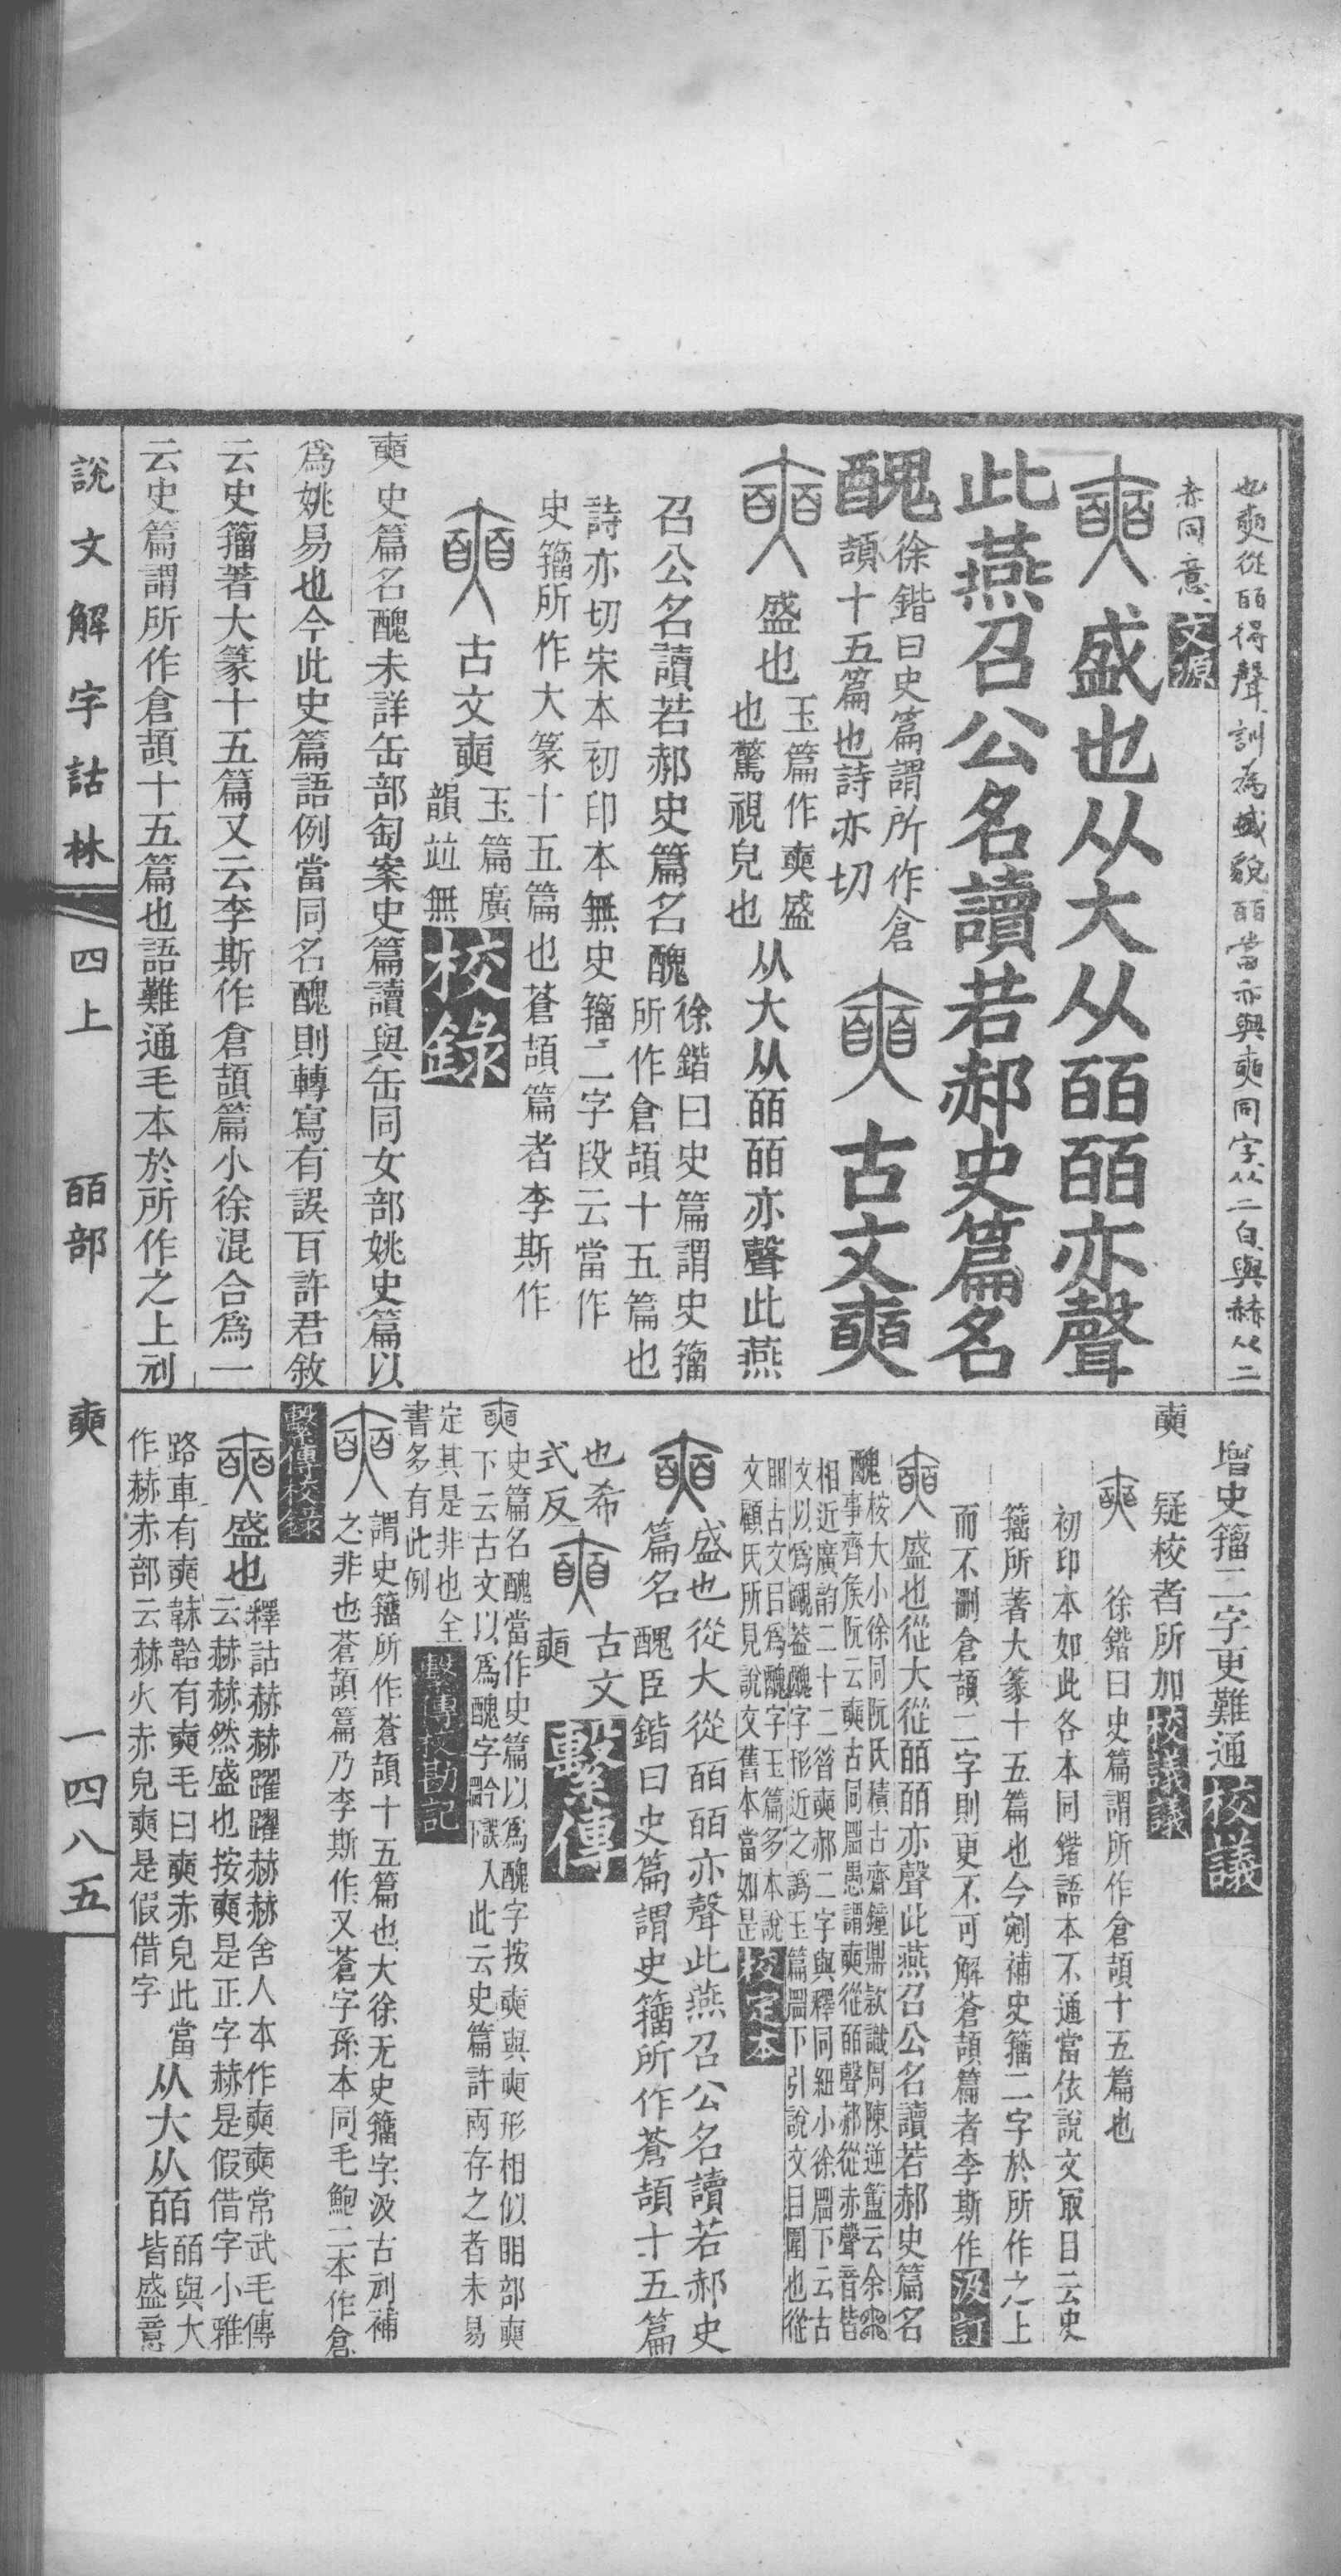 也奭從皕得聲訓為盛貌皕當亦與奭同字从二白與赫从二
赤同意文源
盛也从大从皕皕亦聲
此燕召公名讀若郝史篇名
醜徐鍇曰史篇謂所作倉
頡十五篇也詩亦切
古文奭
盛也玉篇作奭盛
也驚視皃也
从大从皕皕亦聲此燕
召公名讀若郝史篇名醜徐鍇曰史篇謂史籀
所作倉頡十五篇也
詩亦切宋本初印本無史籀二字段云當作
史籀所作大篆十五篇也蒼頡篇者李斯作
古文奭玉篇廣
韻竝無
校錄
奭史篇名醜未詳缶部匋案史篇讀與缶同女部姚史篇以
為姚易也今此史篇語例當同名醜則轉寫有誤百許君敘
云史籀著大篆十五篇又云李斯作倉頡篇小徐混合為一
云史篇謂所作倉頡十五篇也語難通毛本於所作之上刓
增史籀二字更難通校議
奭疑校者所加校議議
徐鍇曰史篇謂所作倉頡十五篇也
初印本如此各本同鍇語本不通當依說文敘目云史
籀所著大篆十五篇也今剜補史籀二字於所作之上
而不刪倉頡二字則更不可解蒼頡篇者李斯作汲訂
盛也從大從皕皕亦聲此燕召公名讀若郝史篇名
醜桉大小徐同阮氏積古齋鐘鼎款識周陳逆簠云余
事齊侯阮云奭古同䀠愚謂奭從皕聲郝從赤聲音皆
相近廣韵二十二昔奭郝二字與釋同紐小徐䀠下云古
文以為靦葢醜字形近之譌玉篇䀠下引說文目圍也從
䀠古文㠯為醜字玉篇多本說
文顧氏所見說文舊本當如是校定本
盛也從大從皕皕亦聲此燕召公名讀若郝史
篇名醜臣鍇曰史篇謂史籀所作蒼頡十五篇
也希
式反
古文
奭
繫傳
奭史篇名醜當作史篇以為醜字按奭與奭形相似䀠部奭
下云古文以為醜字黔𨽻人此云史篇許兩存之者未易
定其是非也全
書多有此例
繫傳校勘記
謂史籀所作蒼頡十五篇也大徐无史籀字汲古刓補
之非也蒼頡篇乃李斯作又蒼字孫本同毛鮑二本作倉
繫傳校錄
盛也釋詁赫赫躍躍赫赫舍人本作奭奭常武毛傳
云赫赫然盛也按奭是正字赫是假借字小雅
路車有奭韎韐有奭毛曰奭赤皃此當
作赫赤部云赫火赤皃奭是假借字
从大从皕皕與大
皆盛意
說文解字詁林
四上
皕部
奭
一四八五